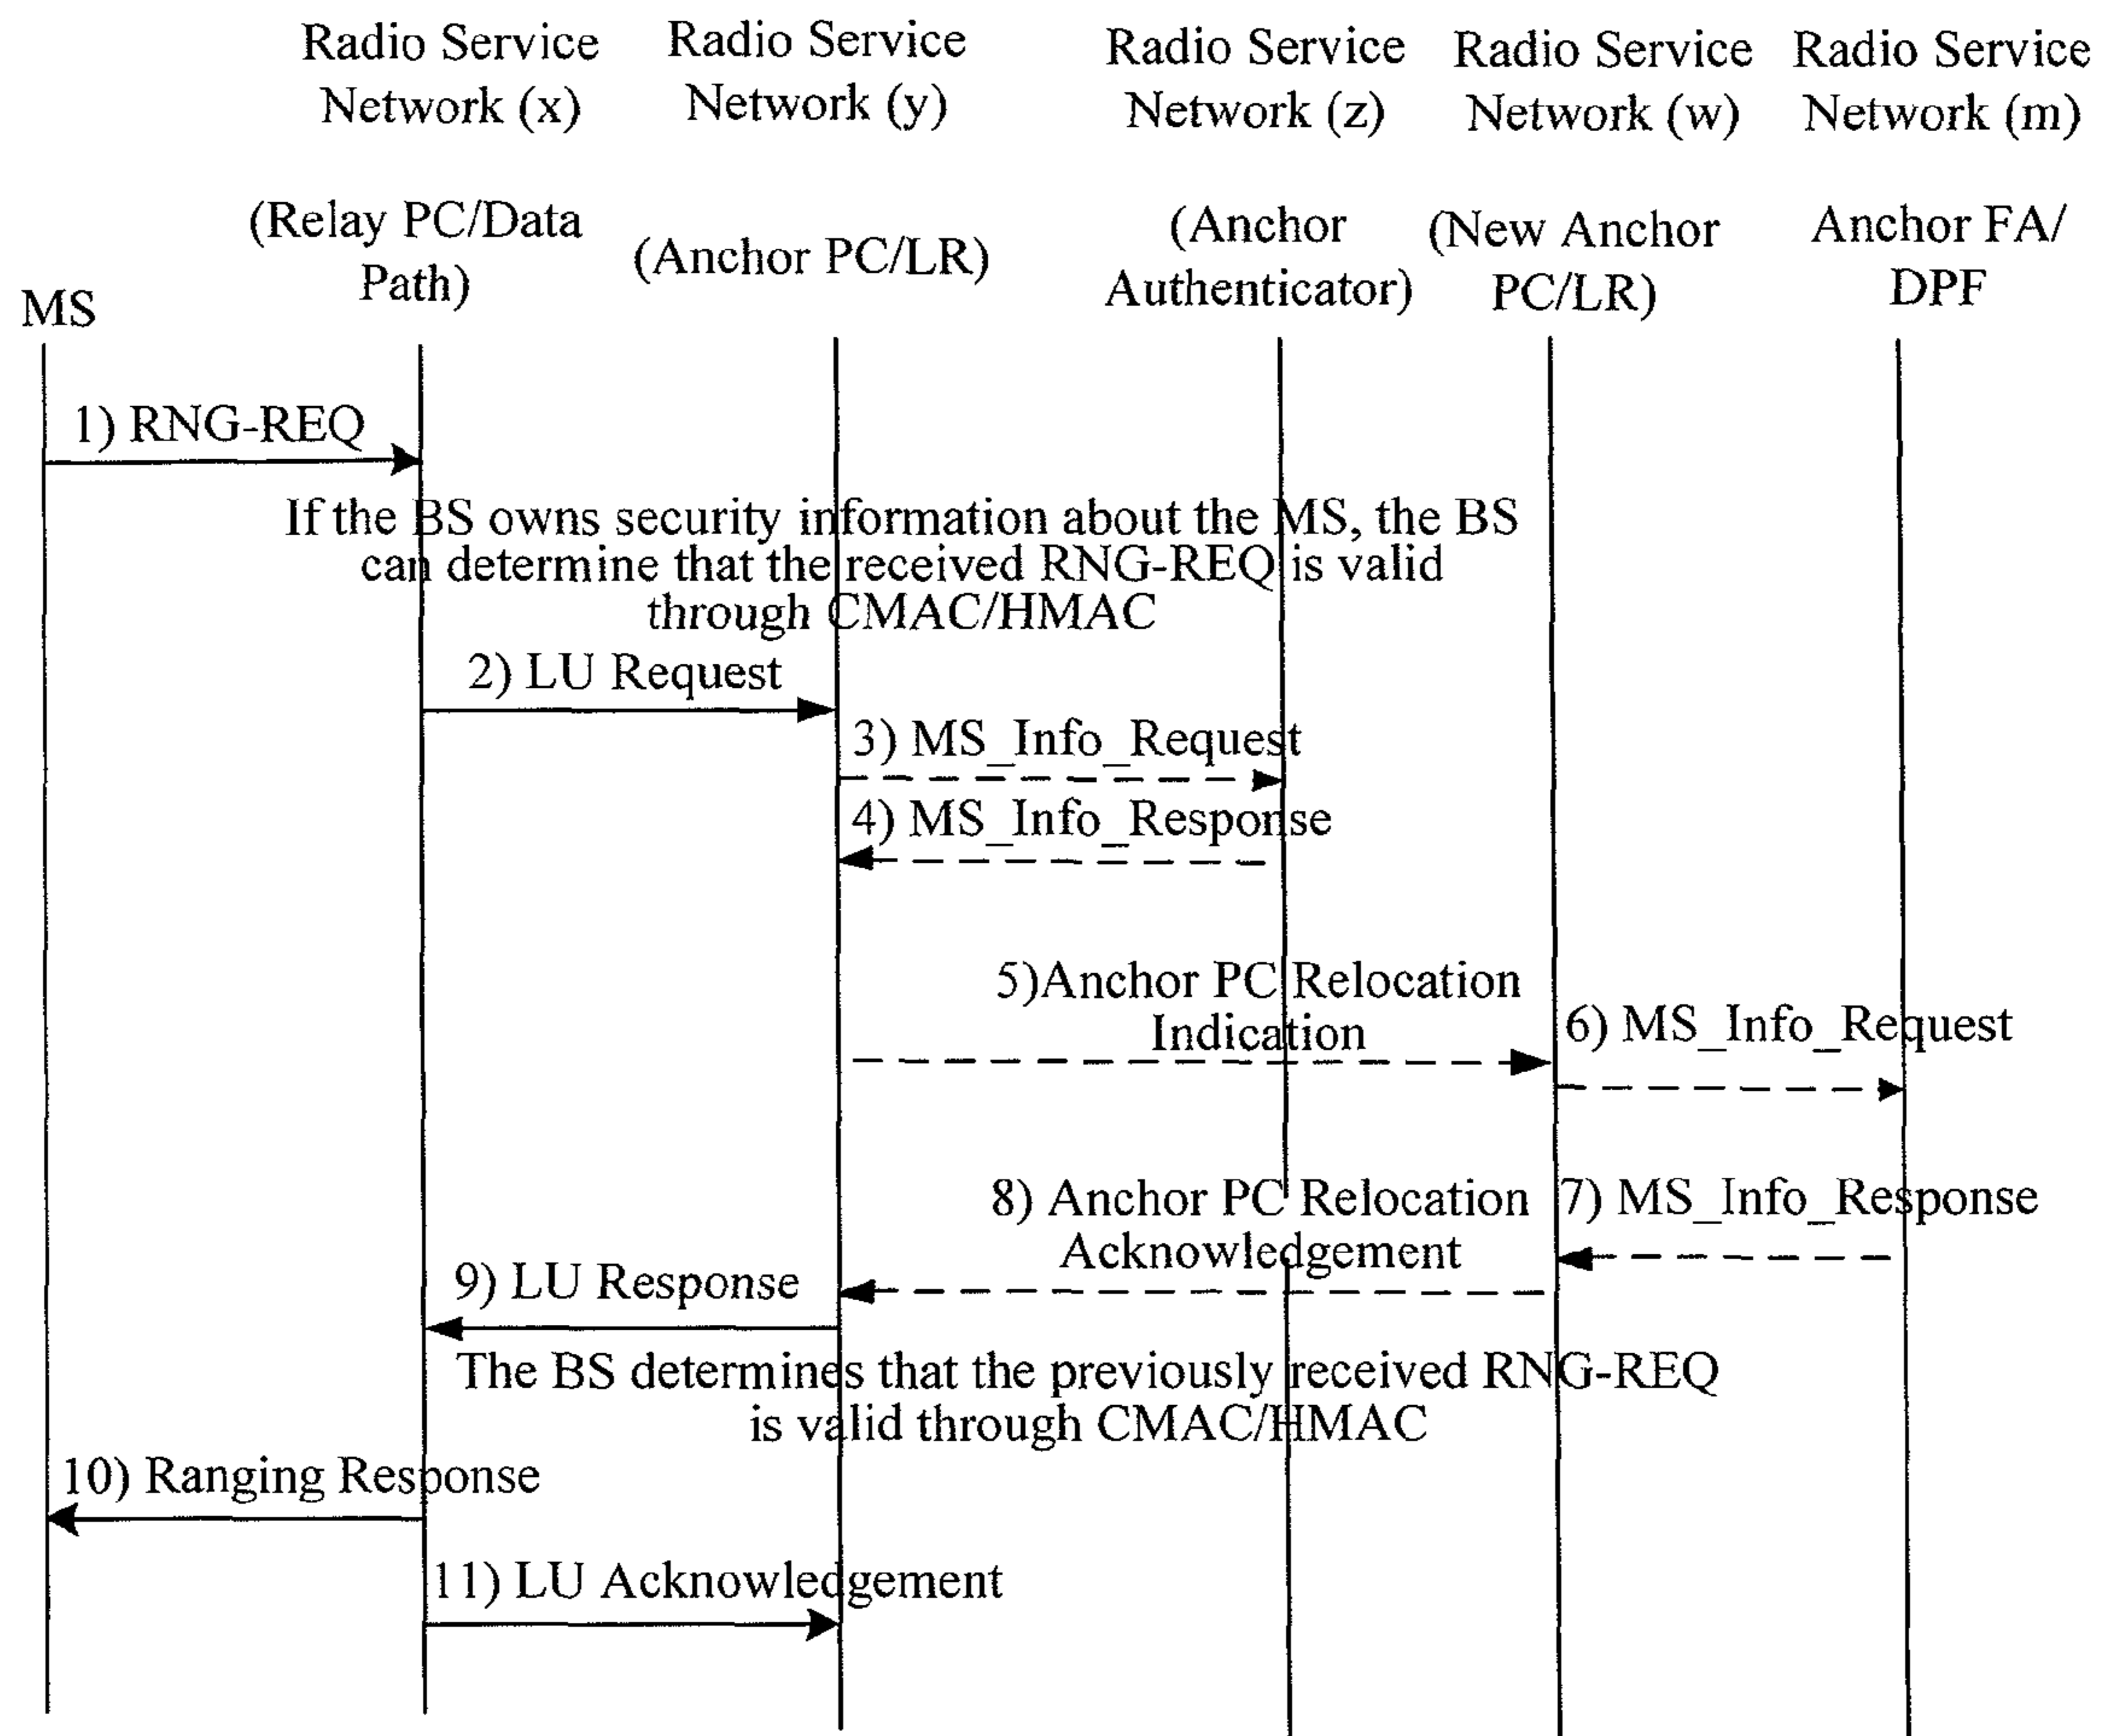 Radio Service
Network (x)
Radio Service
Network (y)
Radio Service
Network (z)
Radio Service
Network (w)
Radio Service
Network (m)
MS
(Relay PC/Data
Path)
(Anchor PC/LR)
(Anchor
Authenticator)
(New Anchor
PC/LR)
Anchor FA/
DPF
1) RNG-REQ
If the BS owns security information about the MS, the BS
can determine that the received RNG-REQ is valid
through CMAC/HMAC
2) LU Request
3) MS_Info_Request
4) MS_Info_Response
5)Anchor PC Relocation
Indication
6) MS_Info_Request
7) MS_Info_Response
8) Anchor PC Relocation
Acknowledgement
9) LU Response
The BS determines that the previously received RNG-REQ
is valid through CMAC/HMAC
10) Ranging Response
11) LU Acknowledgement